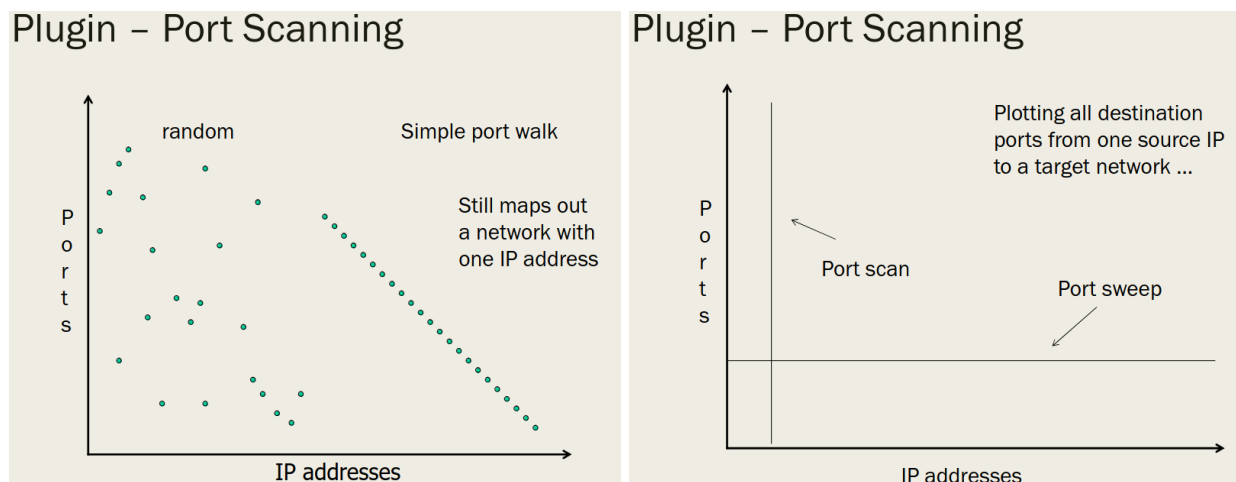 Plugin – Port Scanning
random
Simple port walk
Still maps out
a network with
one IP address
P
o
r
t
s
IP addresses
Plugin – Port Scanning
Plotting all destination
ports from one source IP
to a target network ...
P
o
r
t
s
Port scan
Port sweep
IP addresses